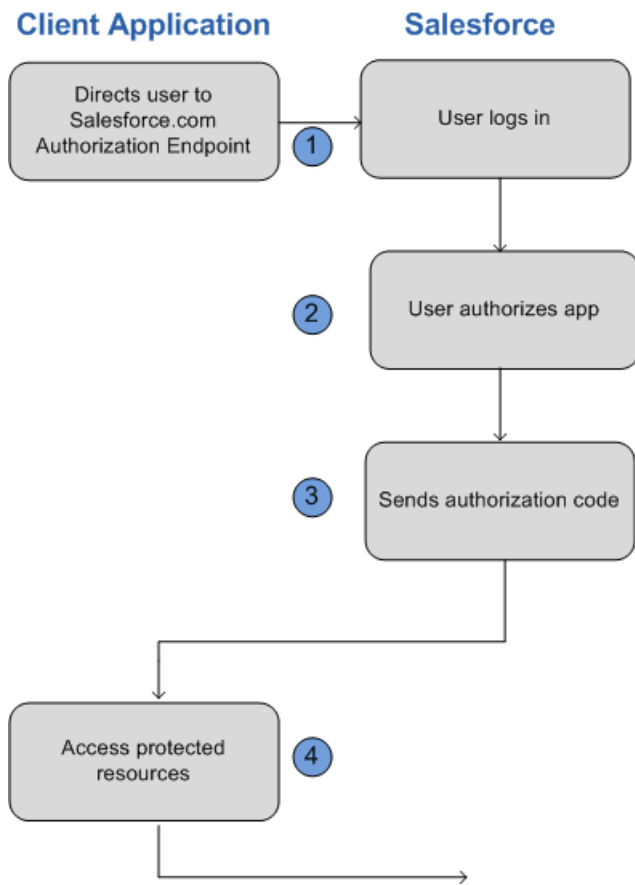 Client Application
Salesforce
Directs user to
Salesforce.com
Authorization Endpoint
1
User logs in
2
User authorizes app
3
Sends authorization code
Access protected
resources
4